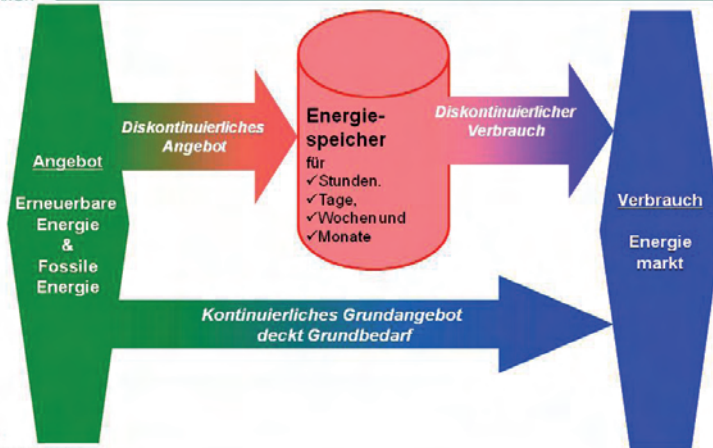 Angebot
Erneuerbare
Energie
&
Fossile
Energie
Diskontinuierliches
Angebot
Energie-
speicher
für
✓Stunden.
✓Tage,
✓Wochen und
✓Monate
Diskontinuierlicher
Verbrauch
Verbrauch
Energie
markt
Kontinuierliches Grundangebot
deckt Grundbedarf